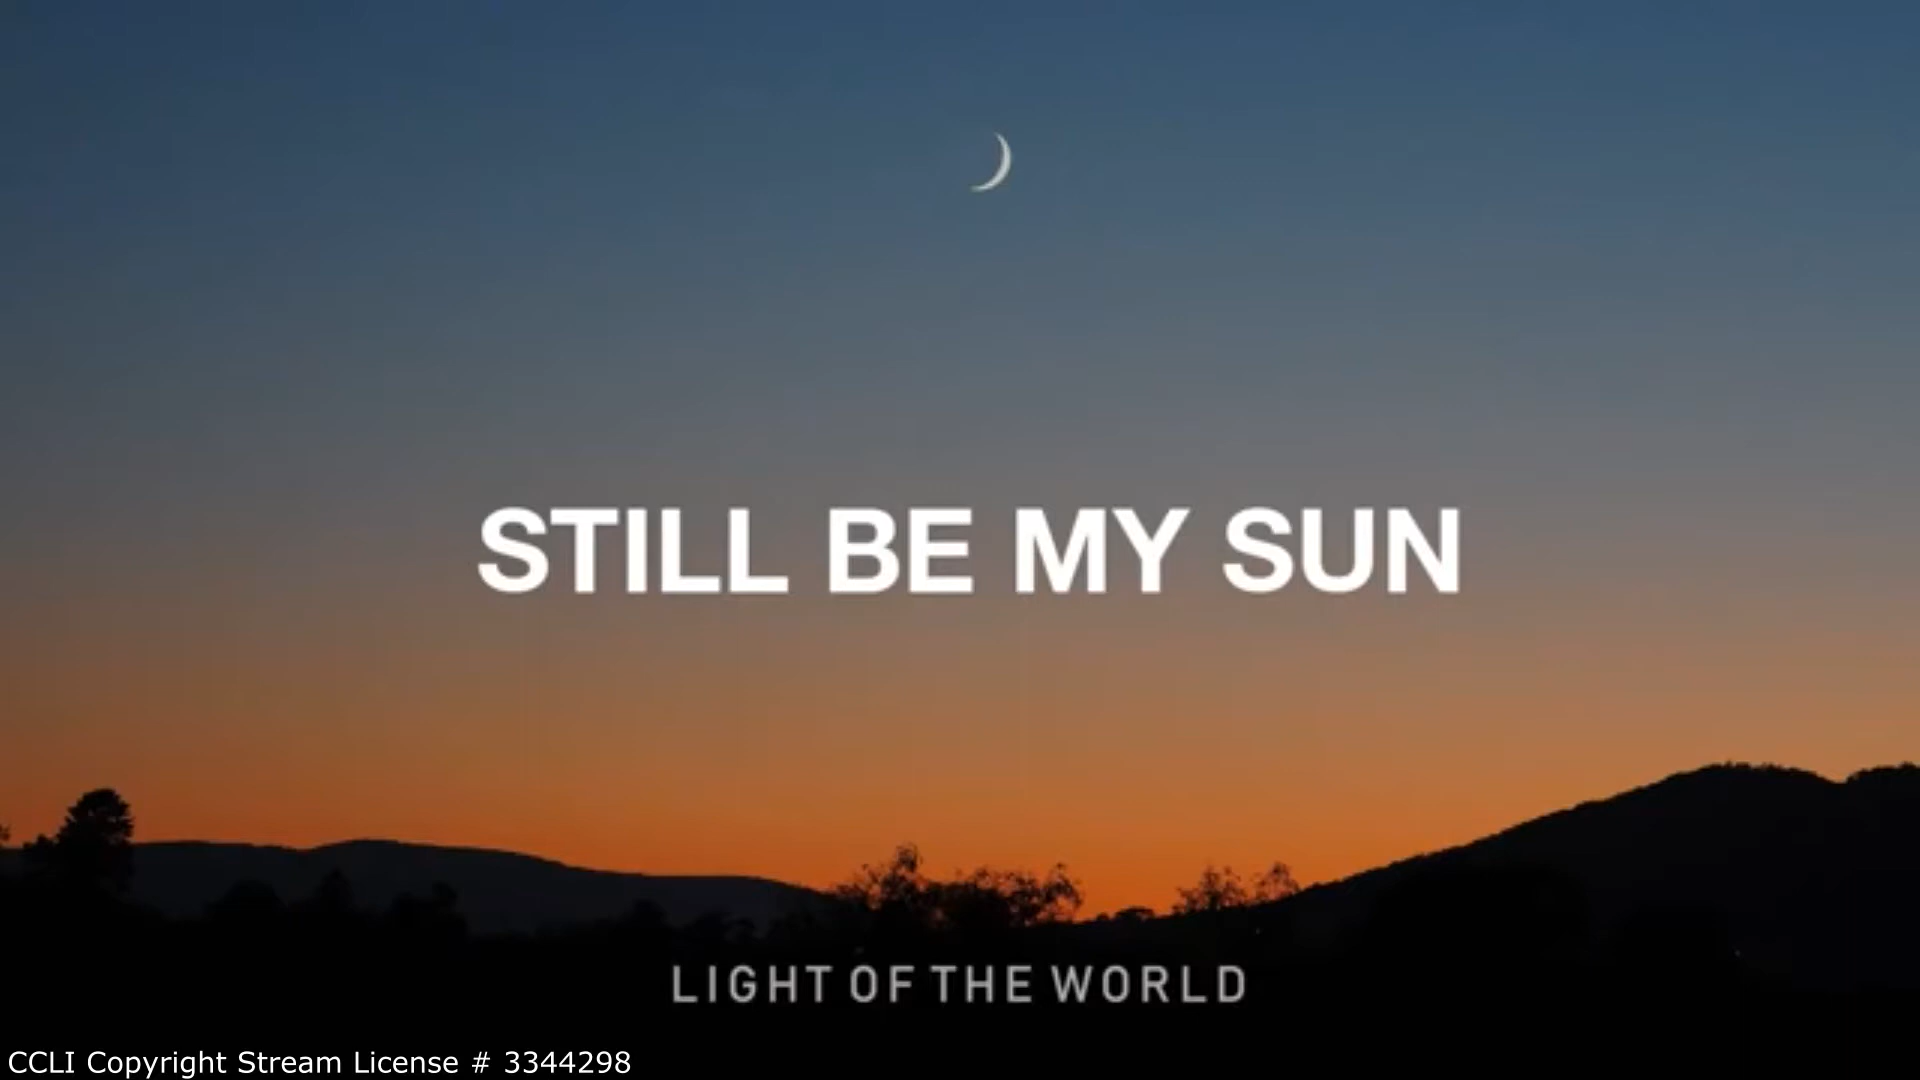 STILL BE MY SUN
LIGHT OF THE WORLD
CCLI Copyright Stream License # 3344298